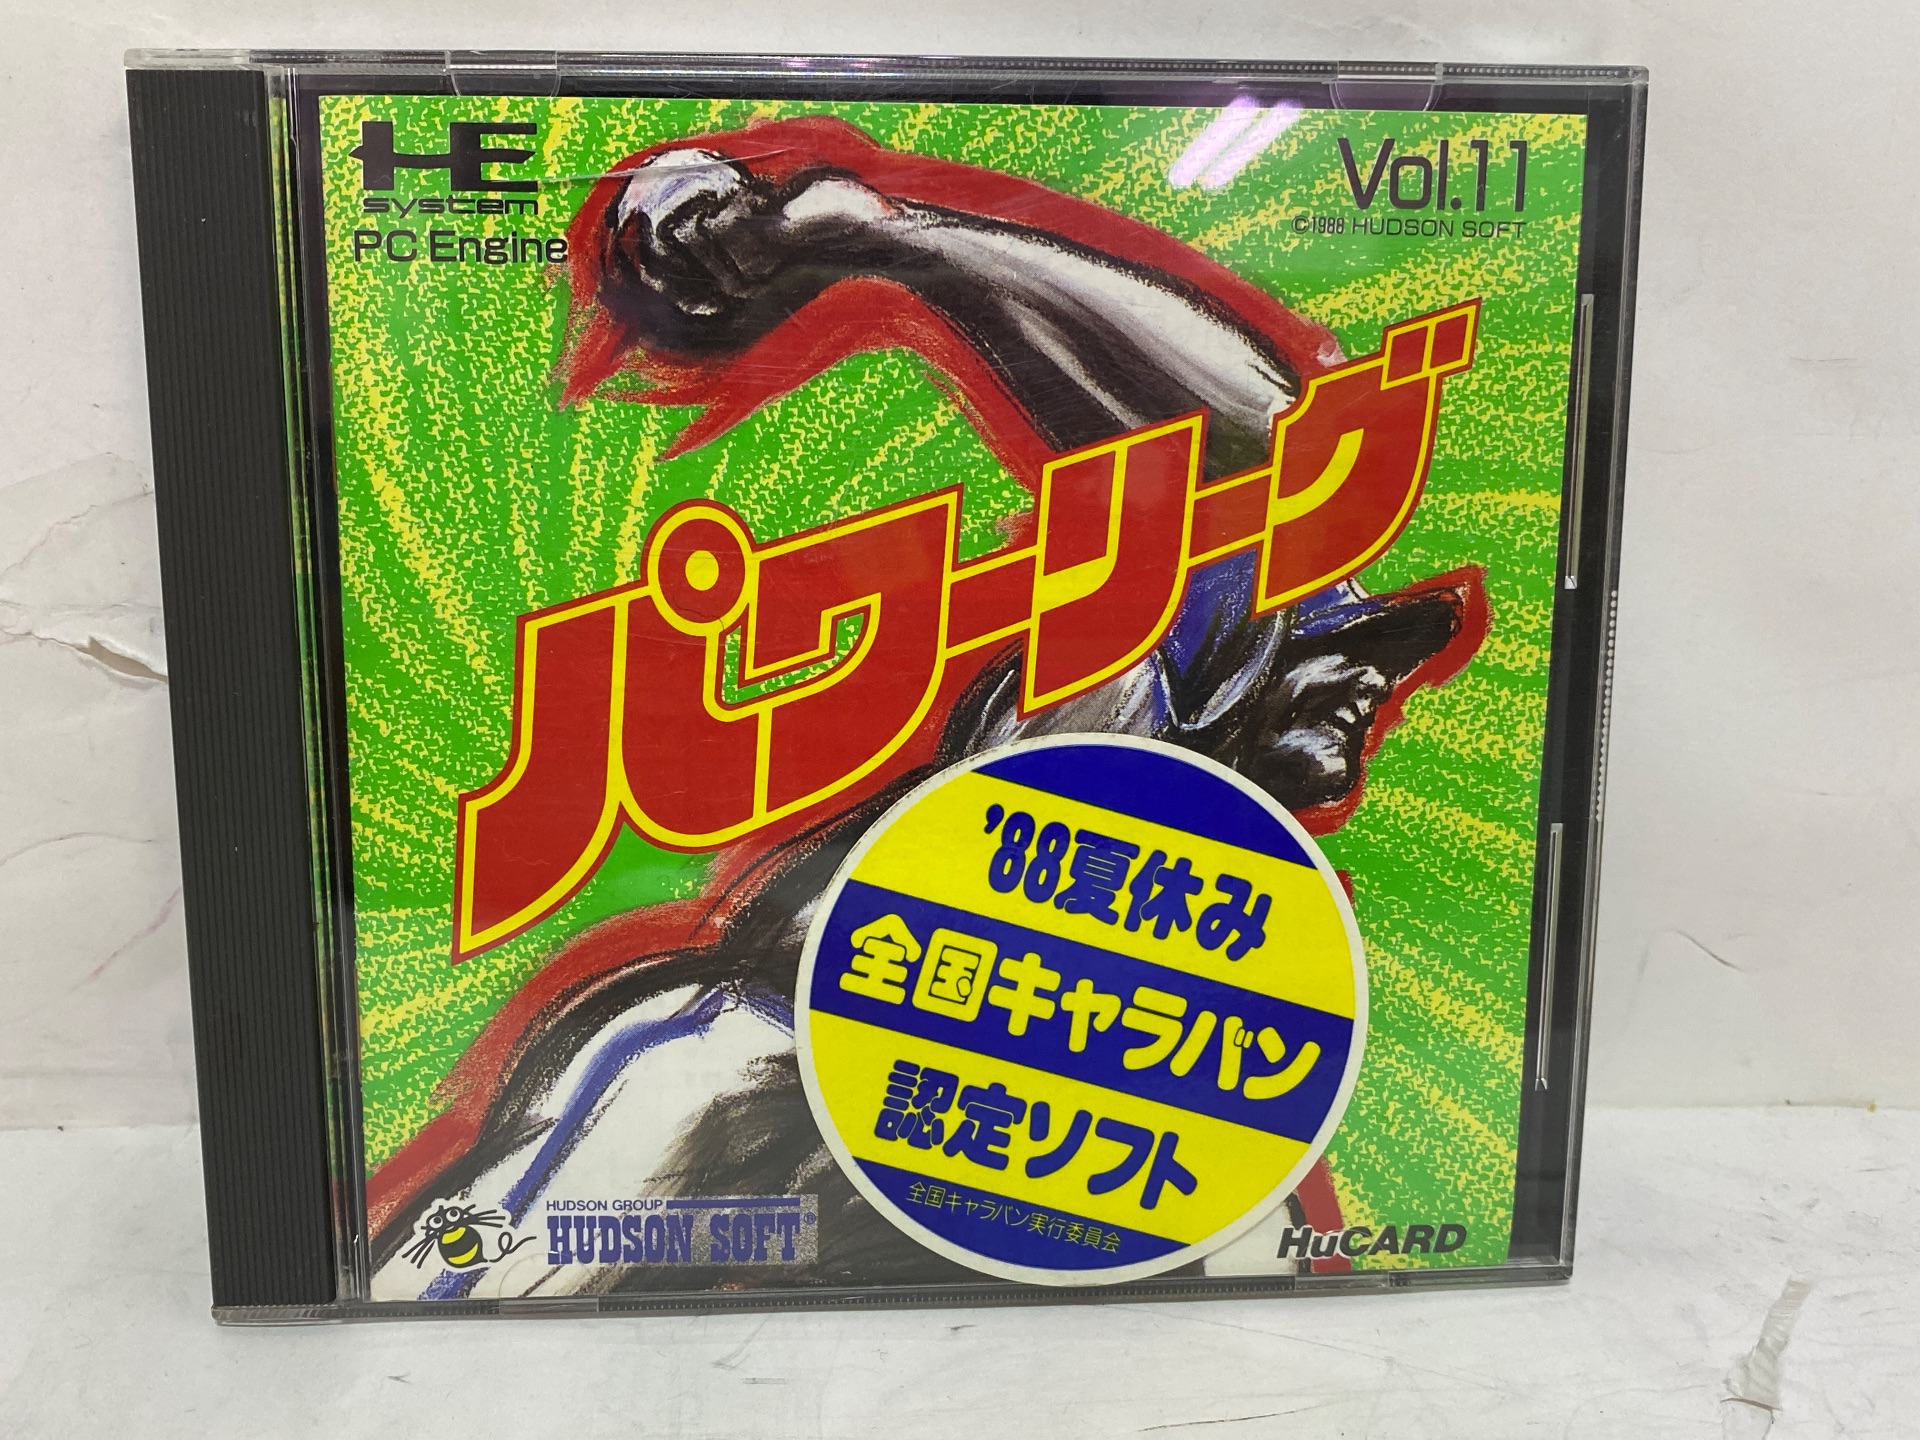 HE
system
PC Engine
Vol.11
©1988 HUDSON SOFT
パワーリーグ
'88夏休み
全国キャラバン
認定ソフト
全国キャラバン実行委員会
HUDSON GROUP
HUDSON SOFT®
HuCARD